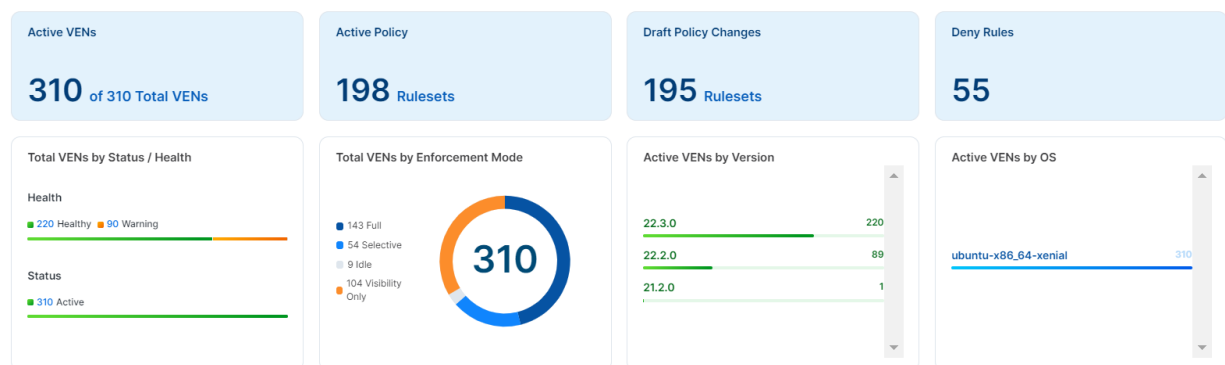 Active VENs
310 of 310 Total VENs
Active Policy
198 Rulesets
Draft Policy Changes
195 Rulesets
Deny Rules
55
Total VENs by Status / Health
Health
220 Healthy 90 Warning
Status
310 Active
Total VENs by Enforcement Mode
143 Full
54 Selective
9 Idle
104 Visibility
Only
310
Active VENs by Version
22.3.0 220
22.2.0 89
21.2.0 1
Active VENs by OS
ubuntu-x86_64-xenial 310